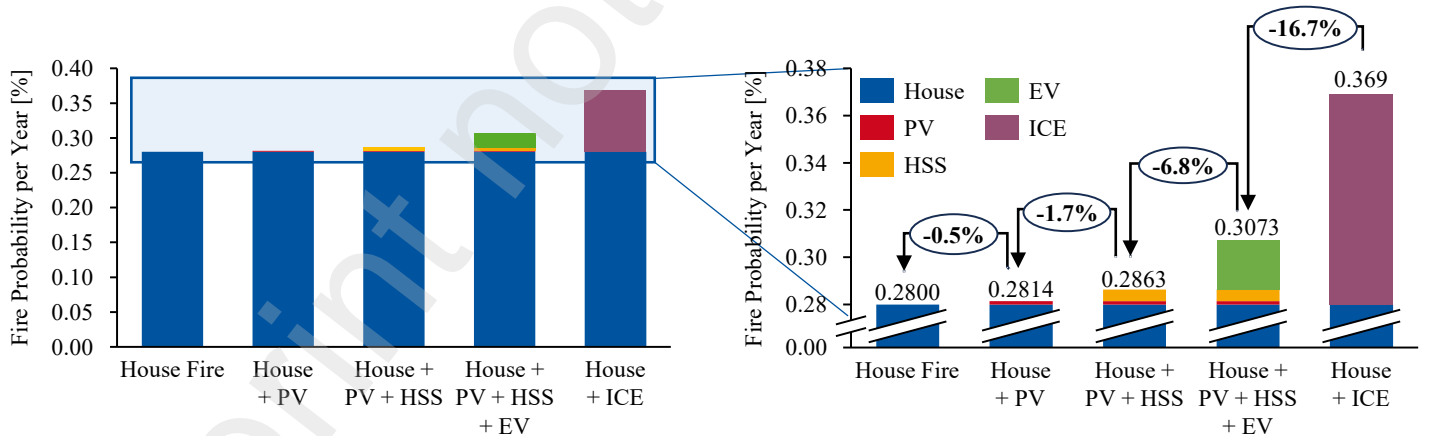 Fire Probability per Year [%]
0.40
0.35
0.30
0.25
0.20
0.15
0.10
0.05
0.00
House Fire
House
+ PV
House +
PV + HSS
House +
PV + HSS
+ EV
House
+ ICE
Fire Probability per Year [%]
0.38
0.36
0.34
0.32
0.30
0.28
0.00
House
EV
PV
ICE
HSS
-0.5%
-1.7%
-6.8%
-16.7%
0.2800
0.2814
0.2863
0.3073
0.369
House Fire
House
+ PV
House +
PV + HSS
House +
PV + HSS
+ EV
House
+ ICE
print not